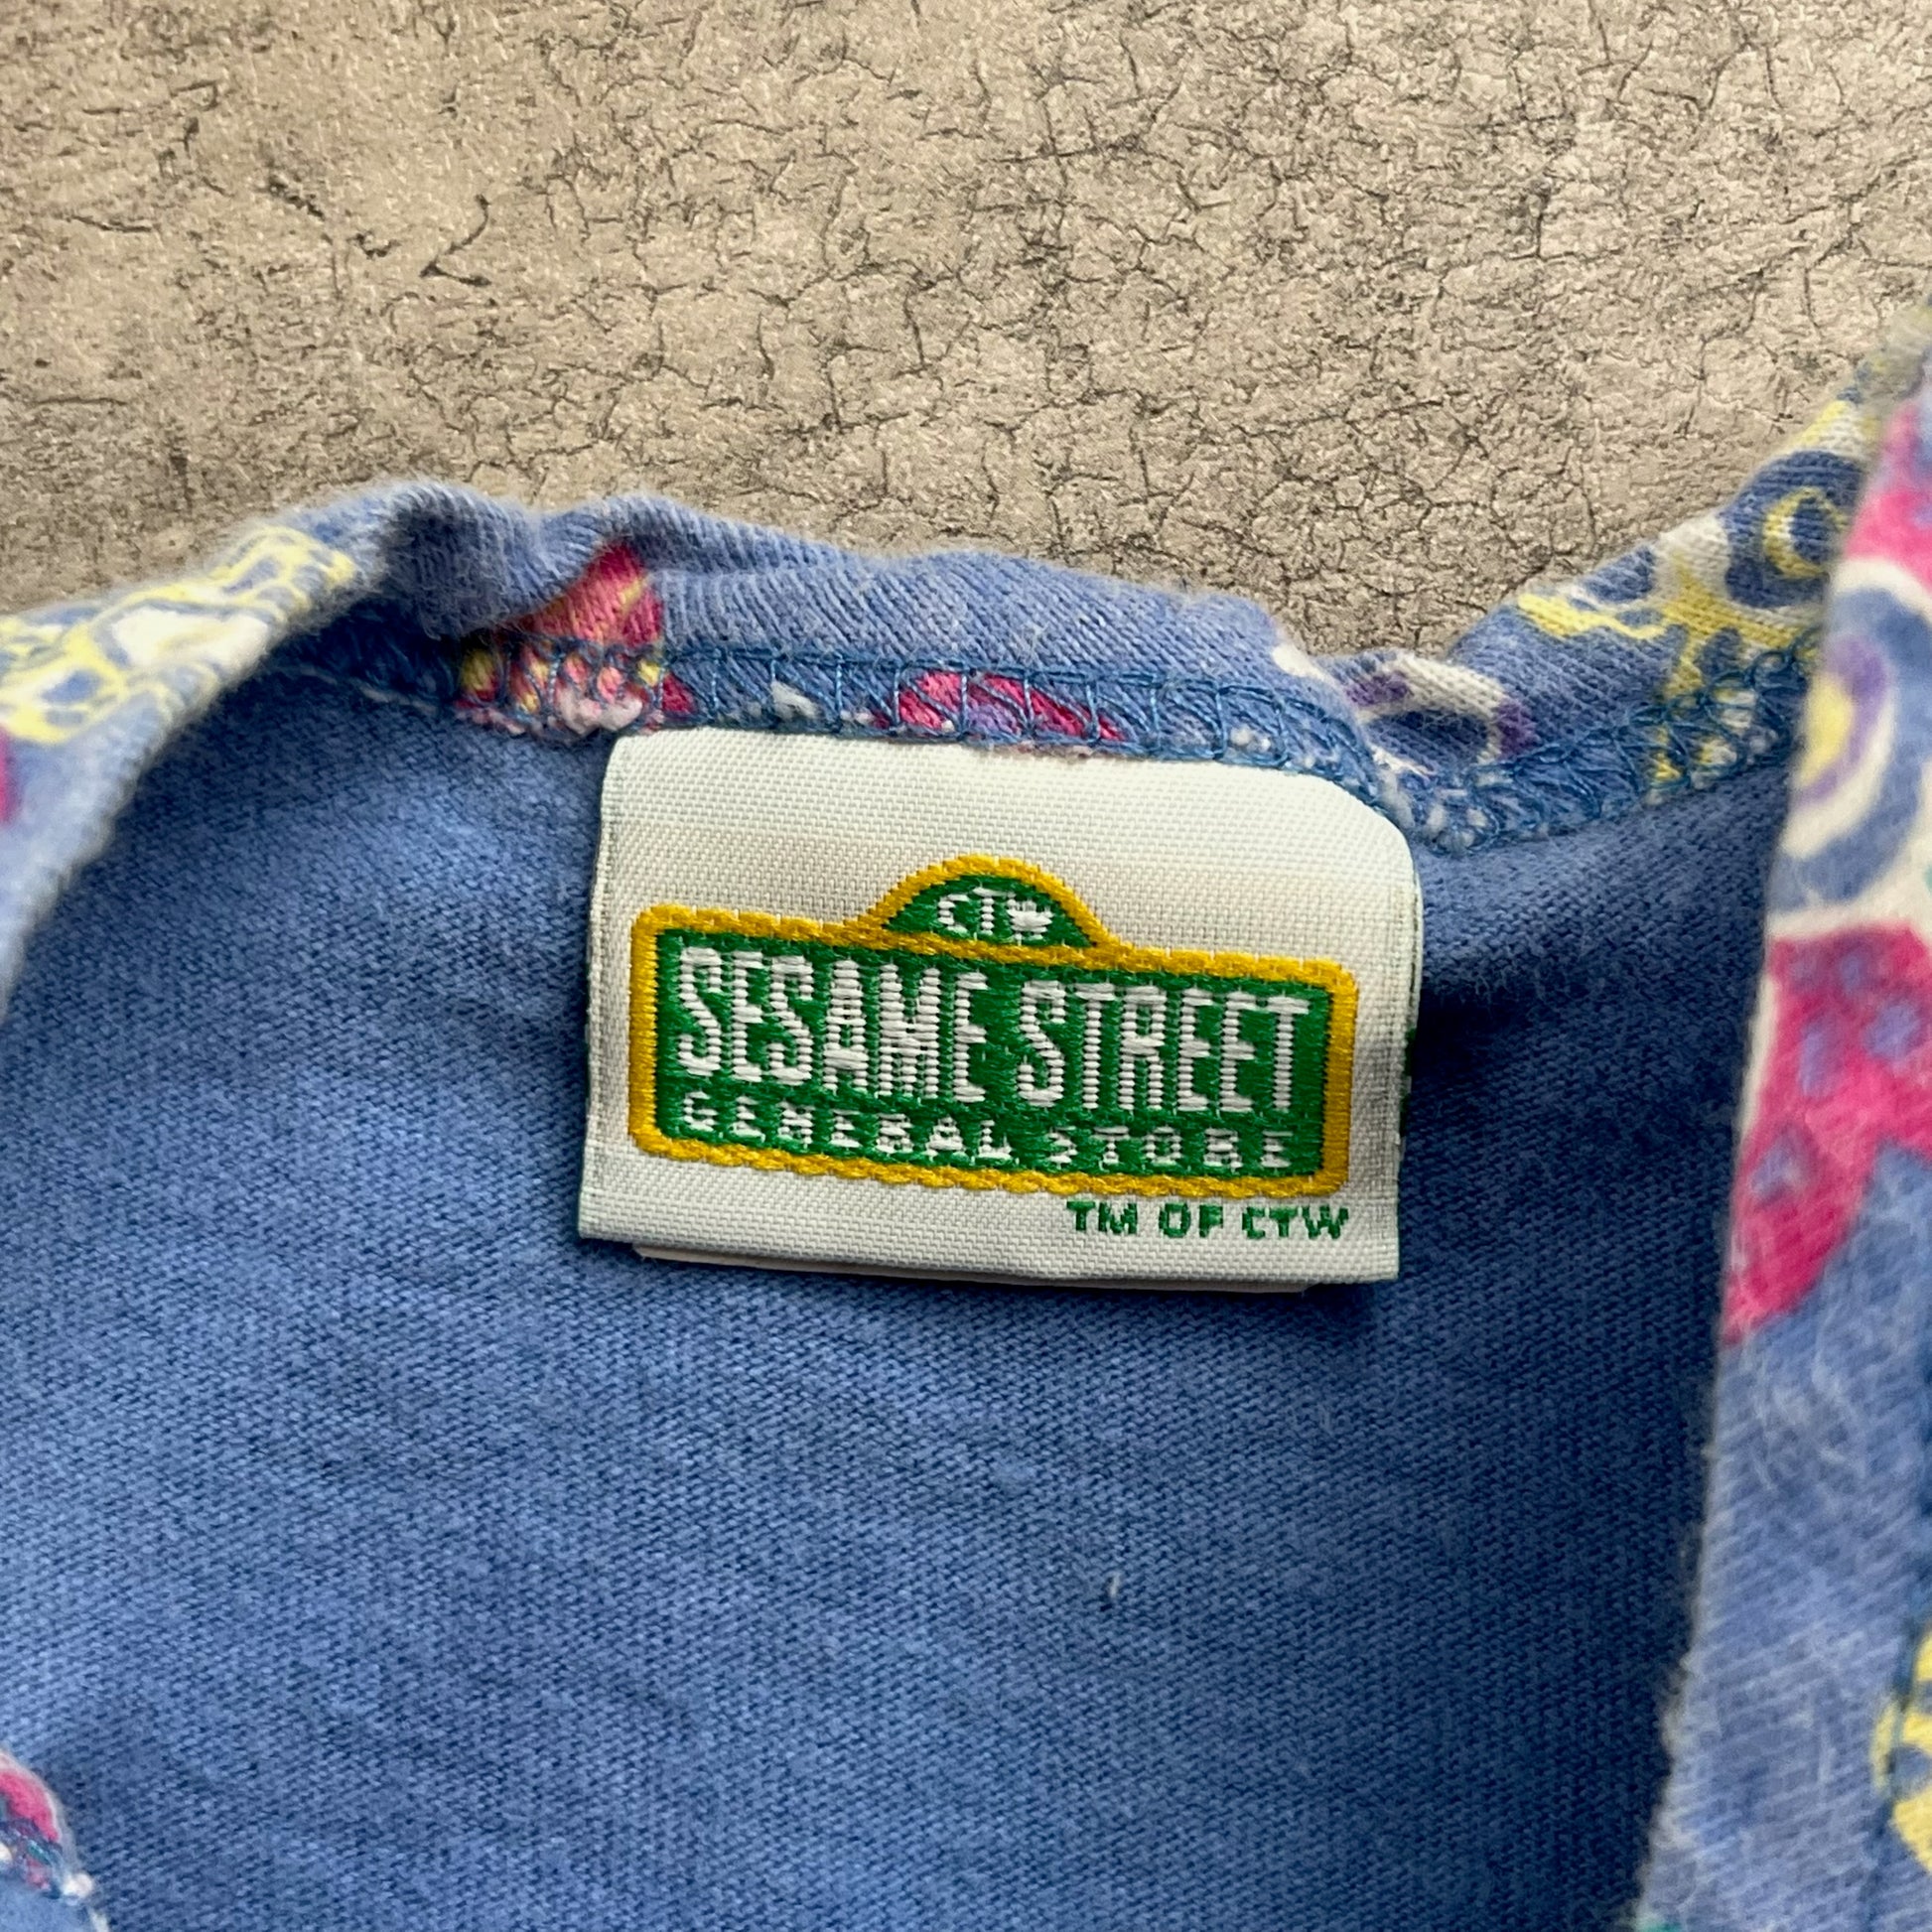 CTW
SESAME STREET
GENERAL STORE
TM OF CTW